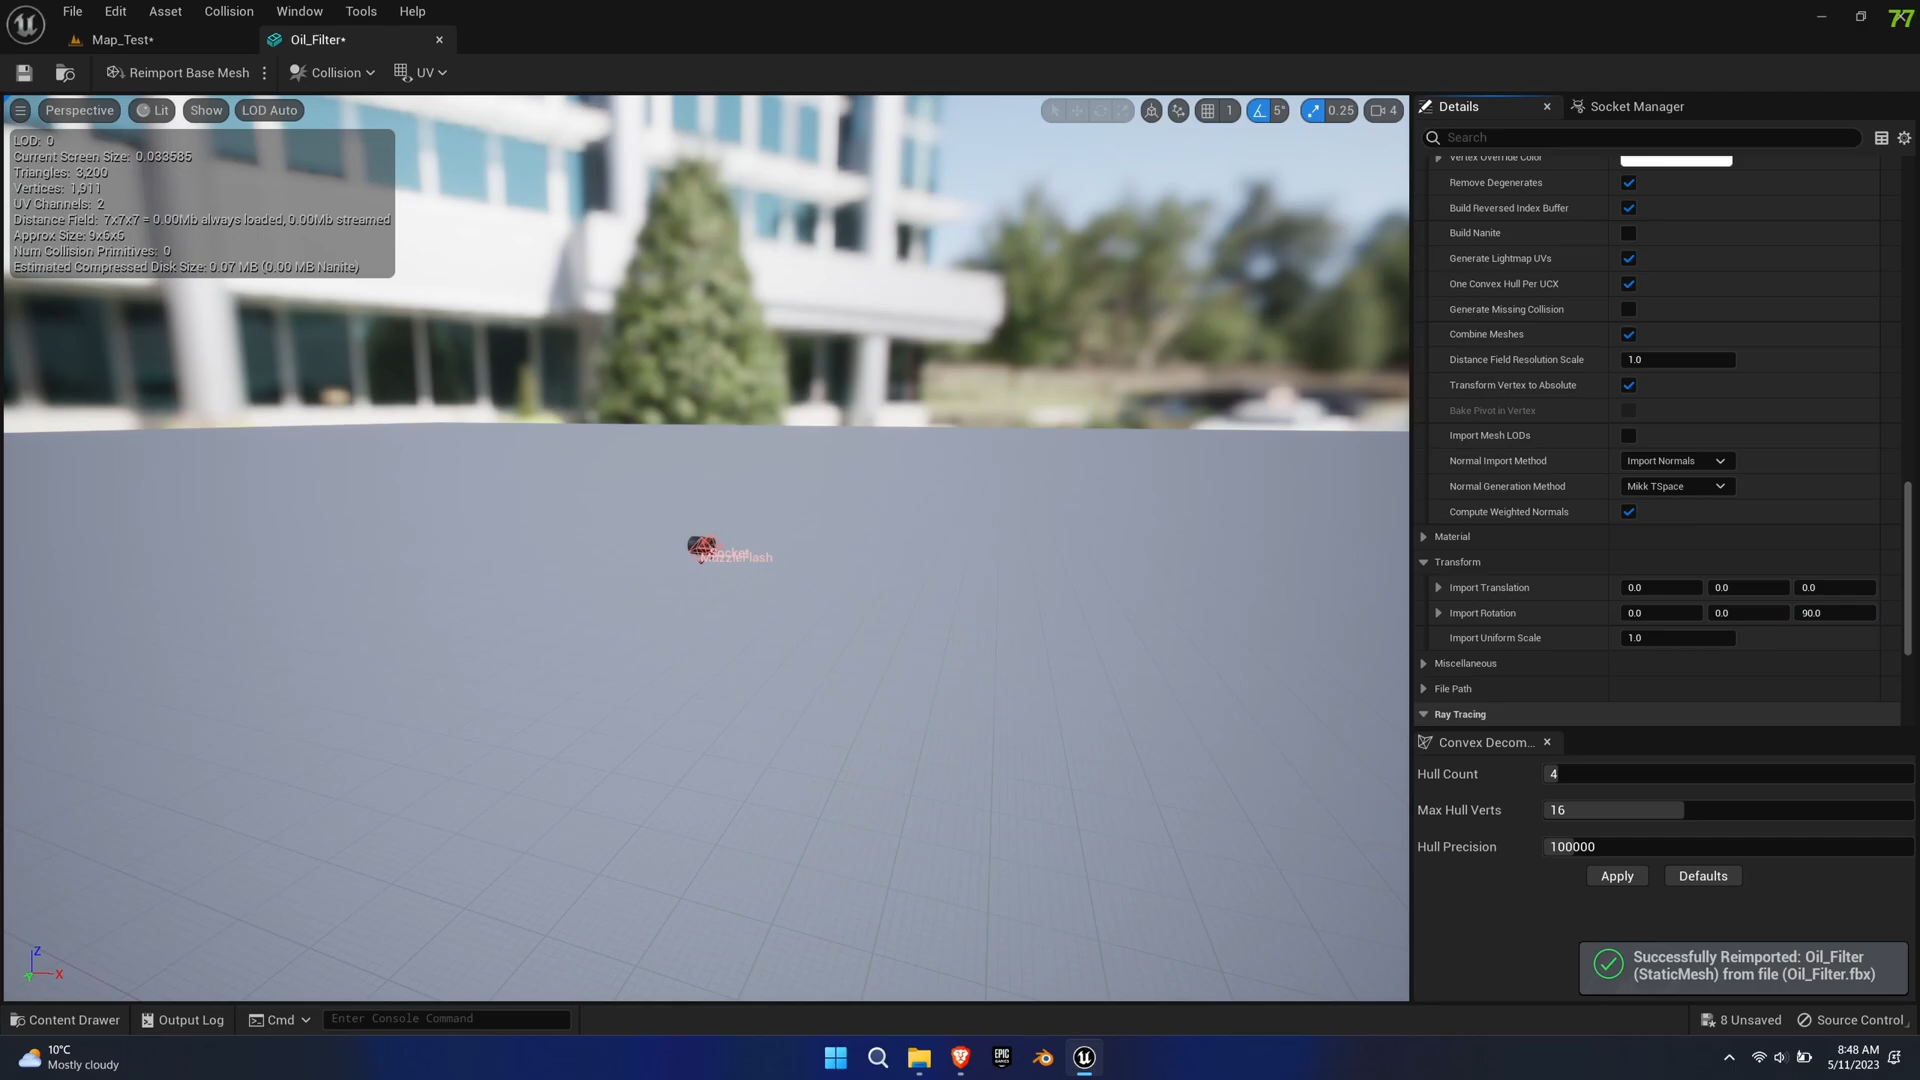 File Edit Asset Collision Window Tools Help
77
Map_Test*
Oil_Filter*
Reimport Base Mesh
Collision
UV
Perspective Lit Show LOD Auto
1 5° 0.25 4
LOD: 0
Current Screen Size: 0.033585
Triangles: 3,200
Vertices: 1,911
UV Channels: 2
Distance Field: 7x7x7 = 0.00Mb always loaded, 0.00Mb streamed
Approx Size: 9x6x6
Num Collision Primitives: 0
Estimated Compressed Disk Size: 0.07 MB (0.00 MB Nanite)
Socket
MuzzleFlash
Z
X
Details Socket Manager
Search
Vertex Override Color
Remove Degenerates
Build Reversed Index Buffer
Build Nanite
Generate Lightmap UVs
One Convex Hull Per UCX
Generate Missing Collision
Combine Meshes
Distance Field Resolution Scale 1.0
Transform Vertex to Absolute
Bake Pivot in Vertex
Import Mesh LODs
Normal Import Method Import Normals
Normal Generation Method Mikk TSpace
Compute Weighted Normals
Material
Transform
Import Translation 0.0 0.0 0.0
Import Rotation 0.0 0.0 90.0
Import Uniform Scale 1.0
Miscellaneous
File Path
Ray Tracing
Convex Decom...
Hull Count 4
Max Hull Verts 16
Hull Precision 100000
Apply Defaults
Successfully Reimported: Oil_Filter
(StaticMesh) from file (Oil_Filter.fbx)
Content Drawer Output Log Cmd Enter Console Command
8 Unsaved Source Control
10°C
Mostly cloudy
EPIC
GAMES
8:48 AM
5/11/2023